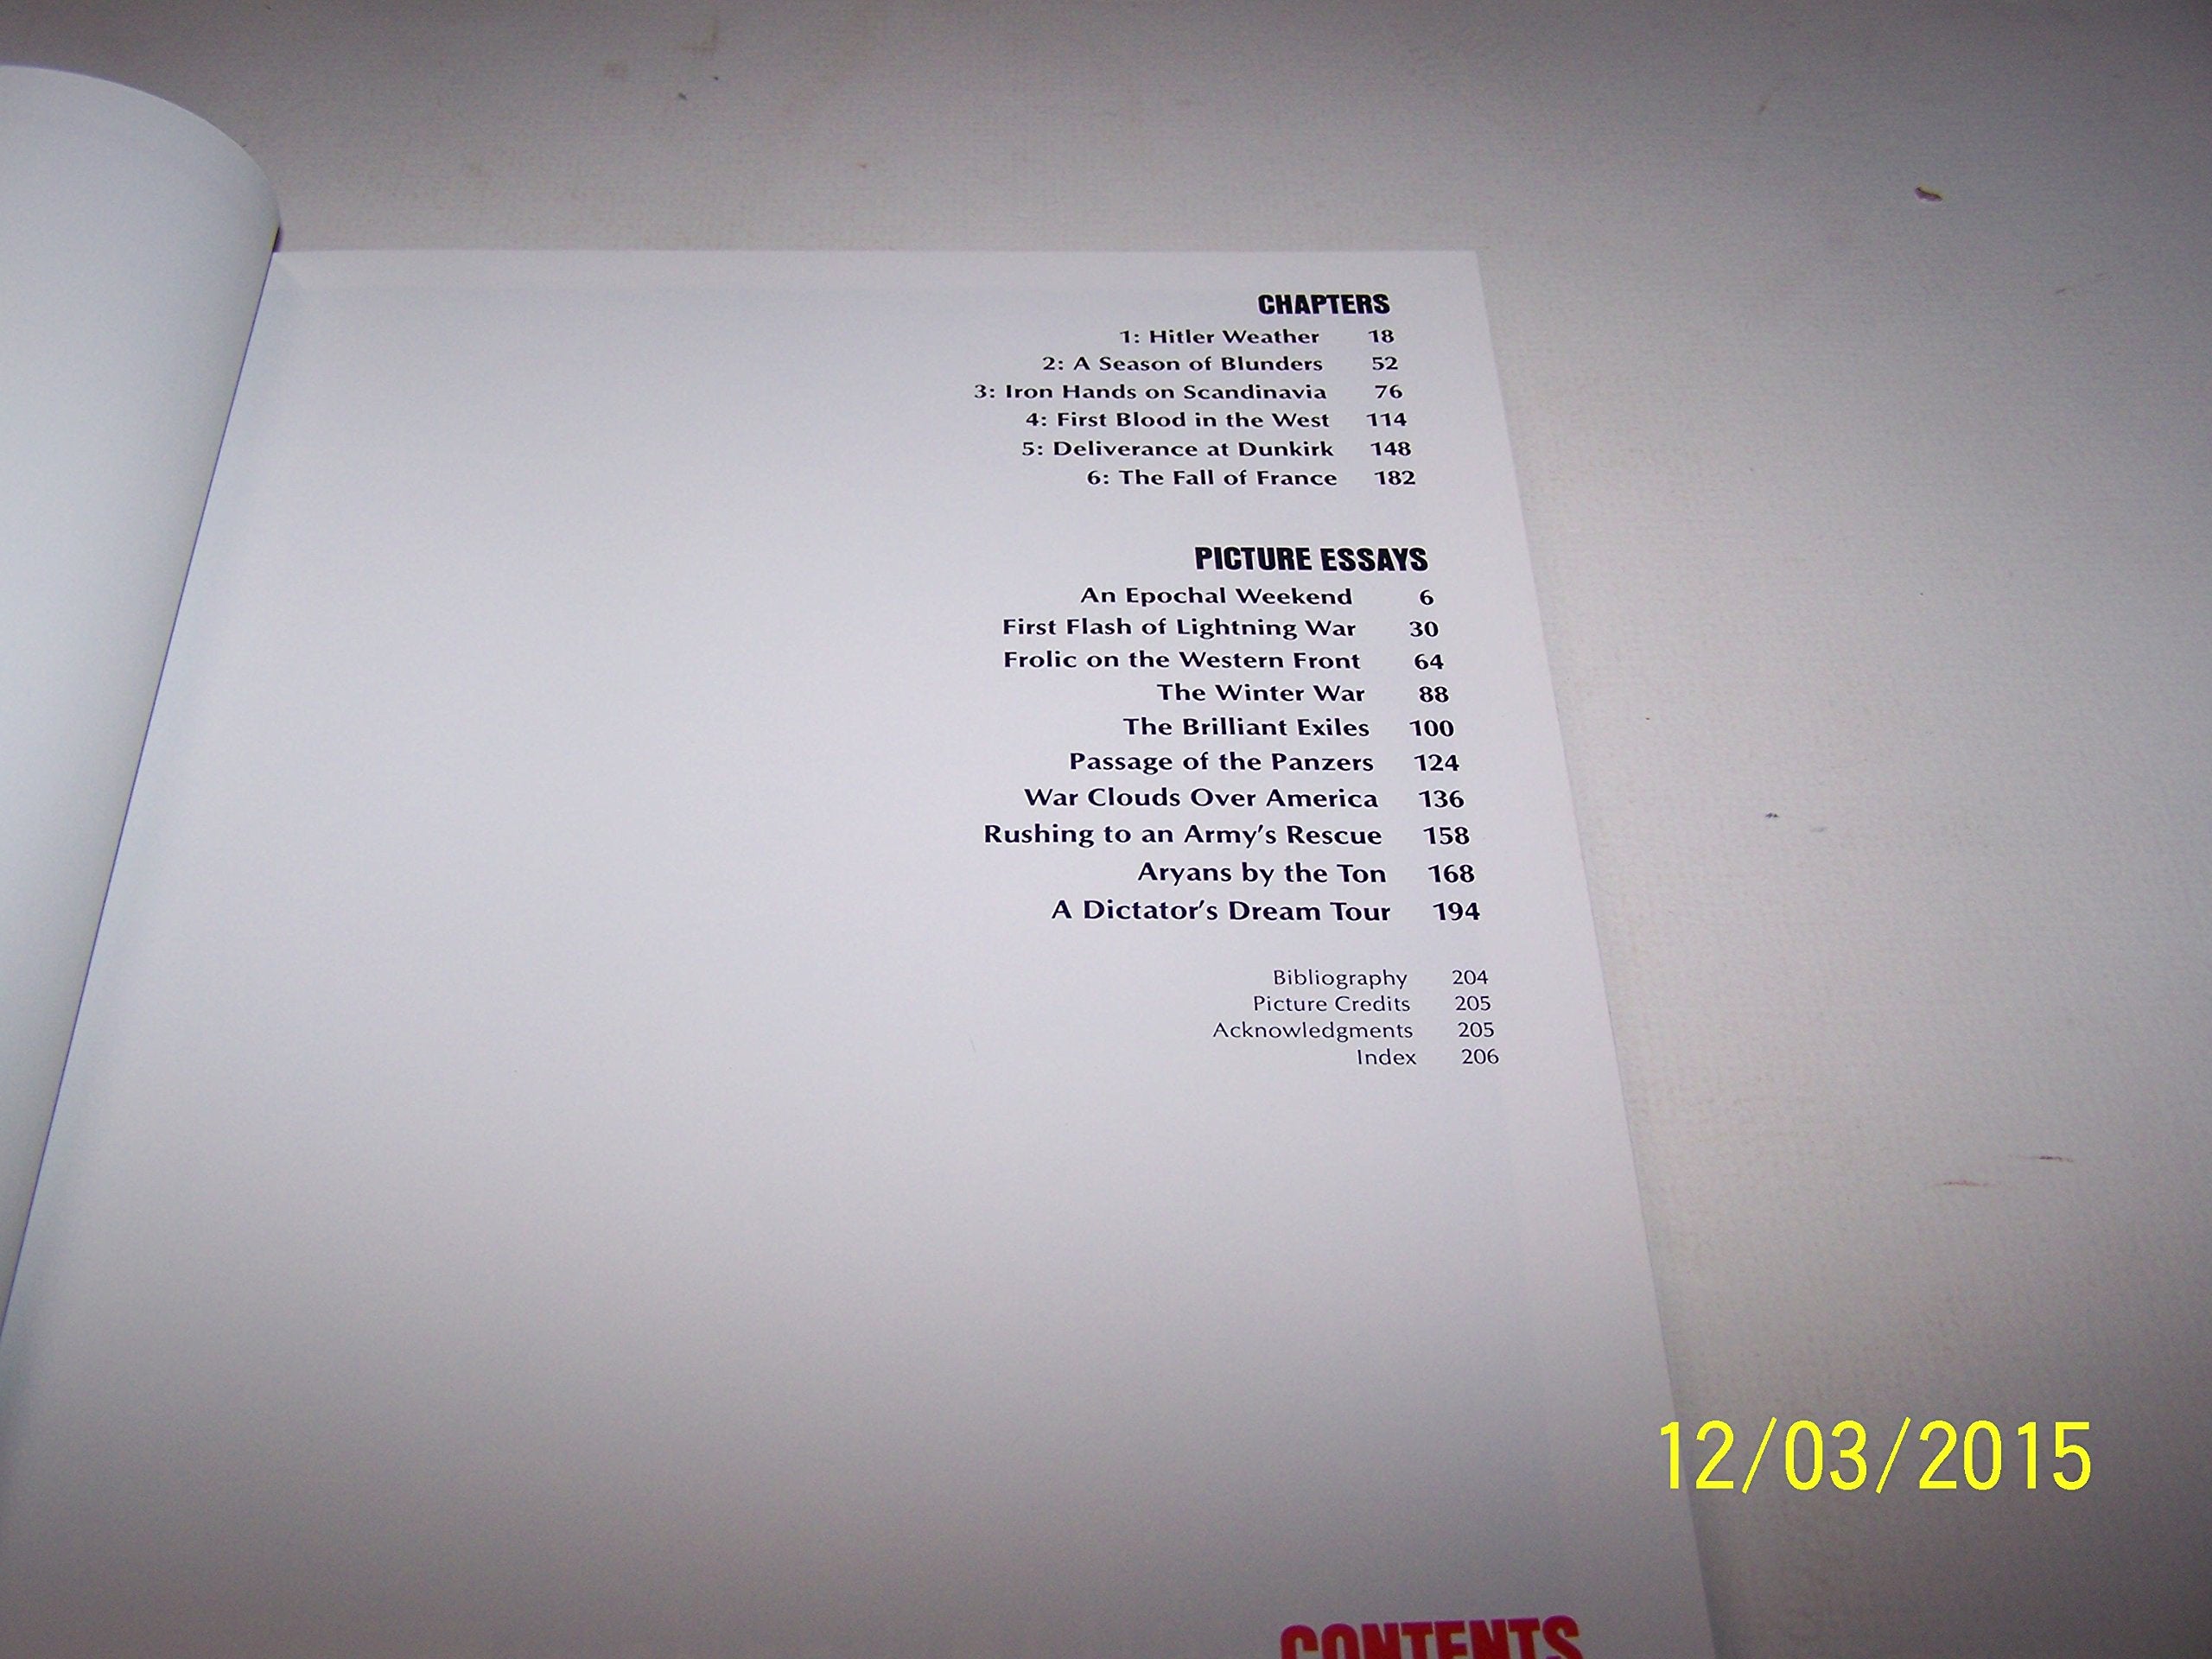 CHAPTERS
1: Hitler Weather 18
2: A Season of Blunders 52
3: Iron Hands on Scandinavia 76
4: First Blood in the West 114
5: Deliverance at Dunkirk 148
6: The Fall of France 182
PICTURE ESSAYS
An Epochal Weekend 6
First Flash of Lightning War 30
Frolic on the Western Front 64
The Winter War 88
The Brilliant Exiles 100
Passage of the Panzers 124
War Clouds Over America 136
Rushing to an Army's Rescue 158
Aryans by the Ton 168
A Dictator's Dream Tour 194
Bibliography 204
Picture Credits 205
Acknowledgments 205
Index 206
12/03/2015
CONTENTS